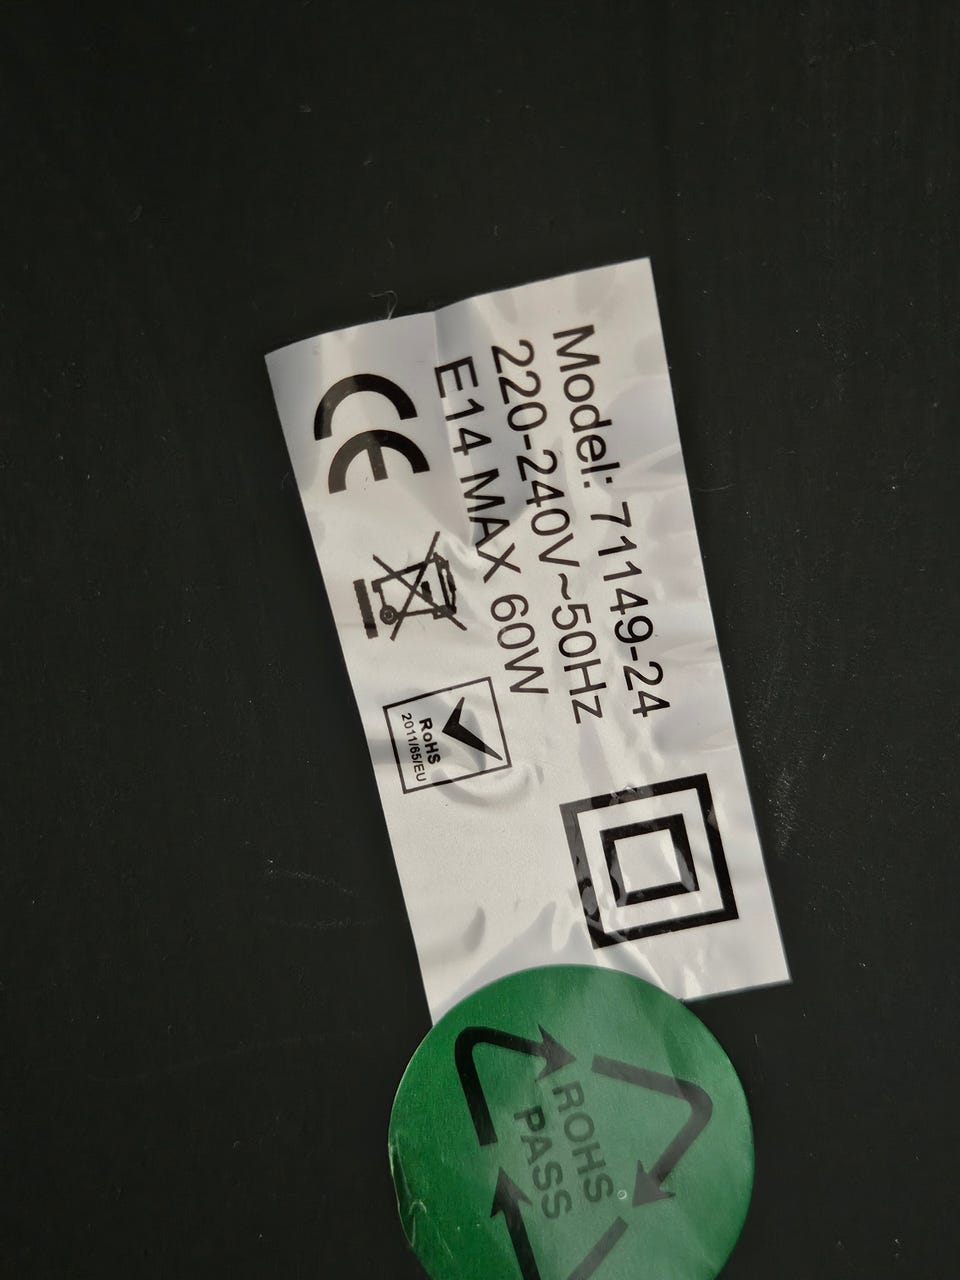 Model: 71149-24
220-240V~50Hz
E14 MAX 60W
CE
RoHS
2011/65/EU
ROHS
PASS